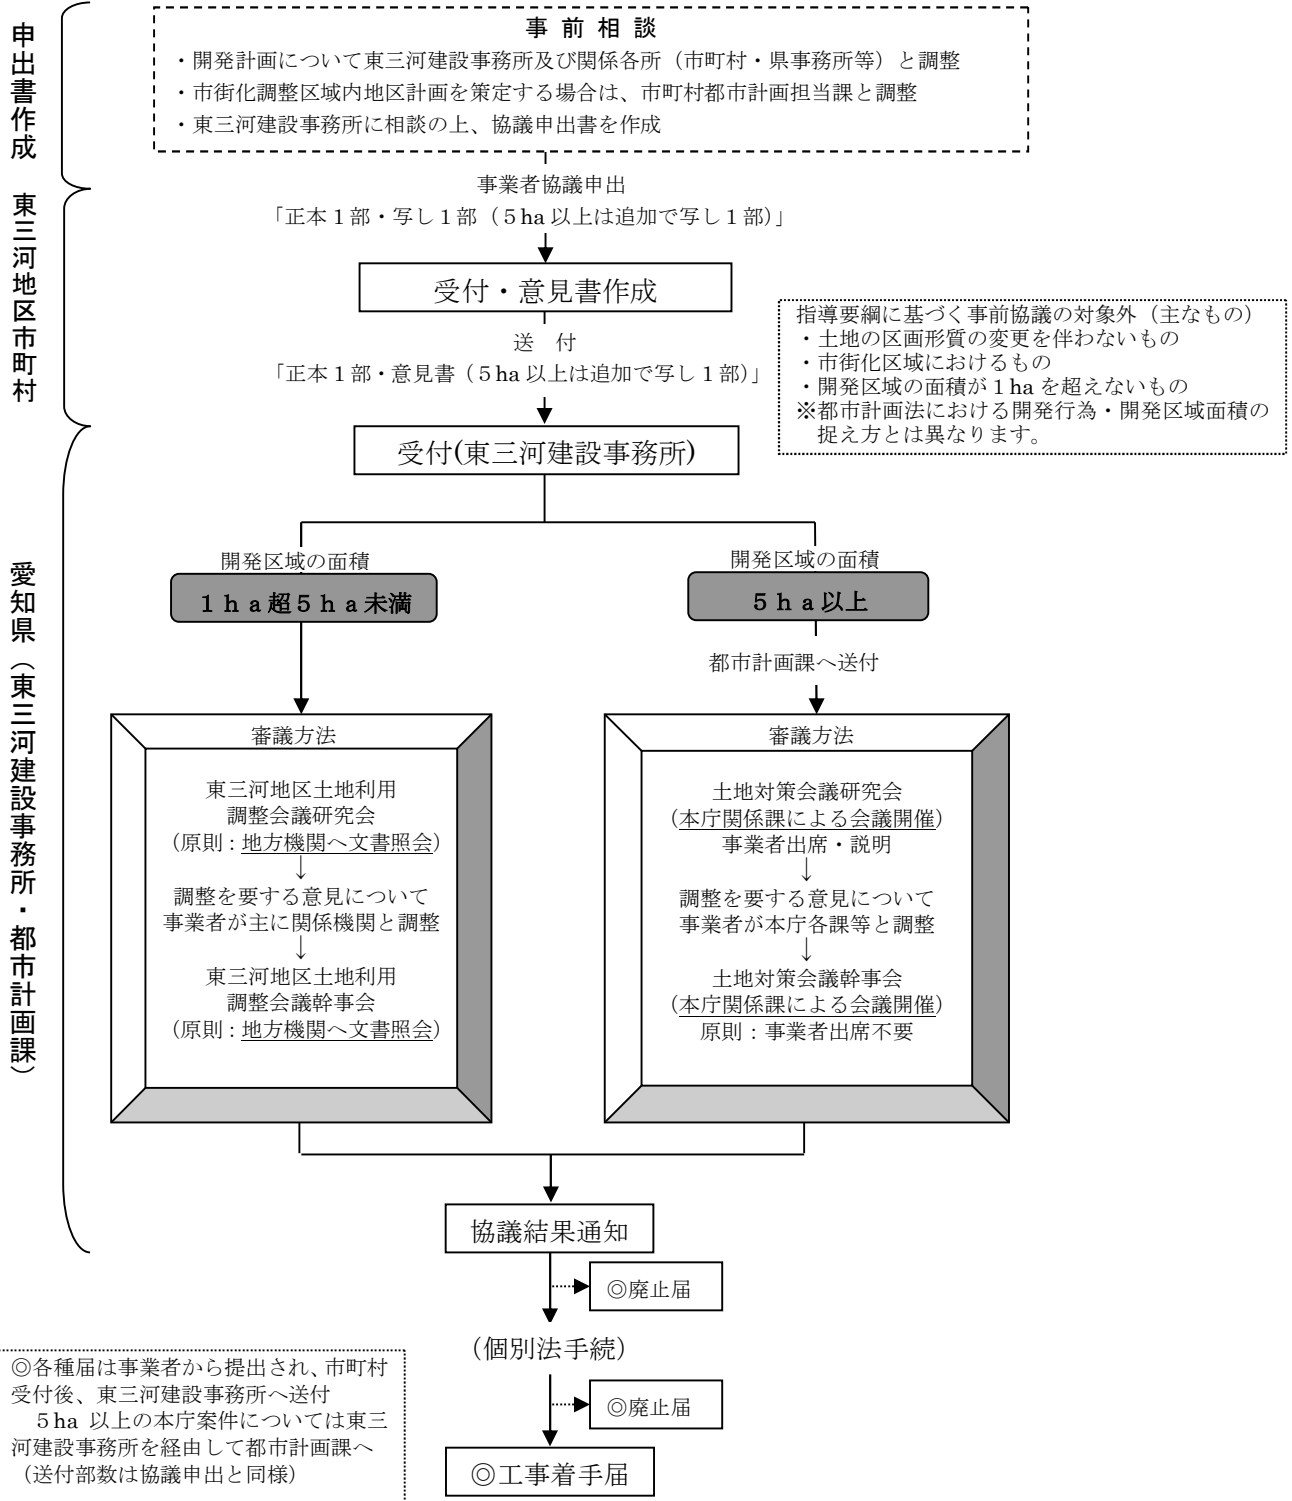 申出書作成
事前相談
・開発計画について東三河建設事務所及び関係各所（市町村・県事務所等）と調整
・市街化調整区域内地区計画を策定する場合は、市町村都市計画担当課と調整
・東三河建設事務所に相談の上、協議申出書を作成
東三河地区市町村
事業者協議申出
「正本１部・写し１部（５ha 以上は追加で写し１部）」
受付・意見書作成
送　付
「正本１部・意見書（５ha 以上は追加で写し１部）」
指導要綱に基づく事前協議の対象外（主なもの）
・土地の区画形質の変更を伴わないもの
・市街化区域におけるもの
・開発区域の面積が１ha を超えないもの
※都市計画法における開発行為・開発区域面積の
捉え方とは異なります。
愛知県（東三河建設事務所・都市計画課）
受付(東三河建設事務所)
開発区域の面積
１ｈａ超５ｈａ未満
開発区域の面積
５ｈａ以上
都市計画課へ送付
審議方法
東三河地区土地利用
調整会議研究会
(原則：地方機関へ文書照会)
↓
調整を要する意見について
事業者が主に関係機関と調整
↓
東三河地区土地利用
調整会議幹事会
(原則：地方機関へ文書照会)
審議方法
土地対策会議研究会
(本庁関係課による会議開催)
事業者出席・説明
↓
調整を要する意見について
事業者が本庁各課等と調整
↓
土地対策会議幹事会
(本庁関係課による会議開催)
原則：事業者出席不要
協議結果通知
◎廃止届
（個別法手続）
◎廃止届
◎工事着手届
◎各種届は事業者から提出され、市町村
受付後、東三河建設事務所へ送付
５ha 以上の本庁案件については東三
河建設事務所を経由して都市計画課へ
（送付部数は協議申出と同様）